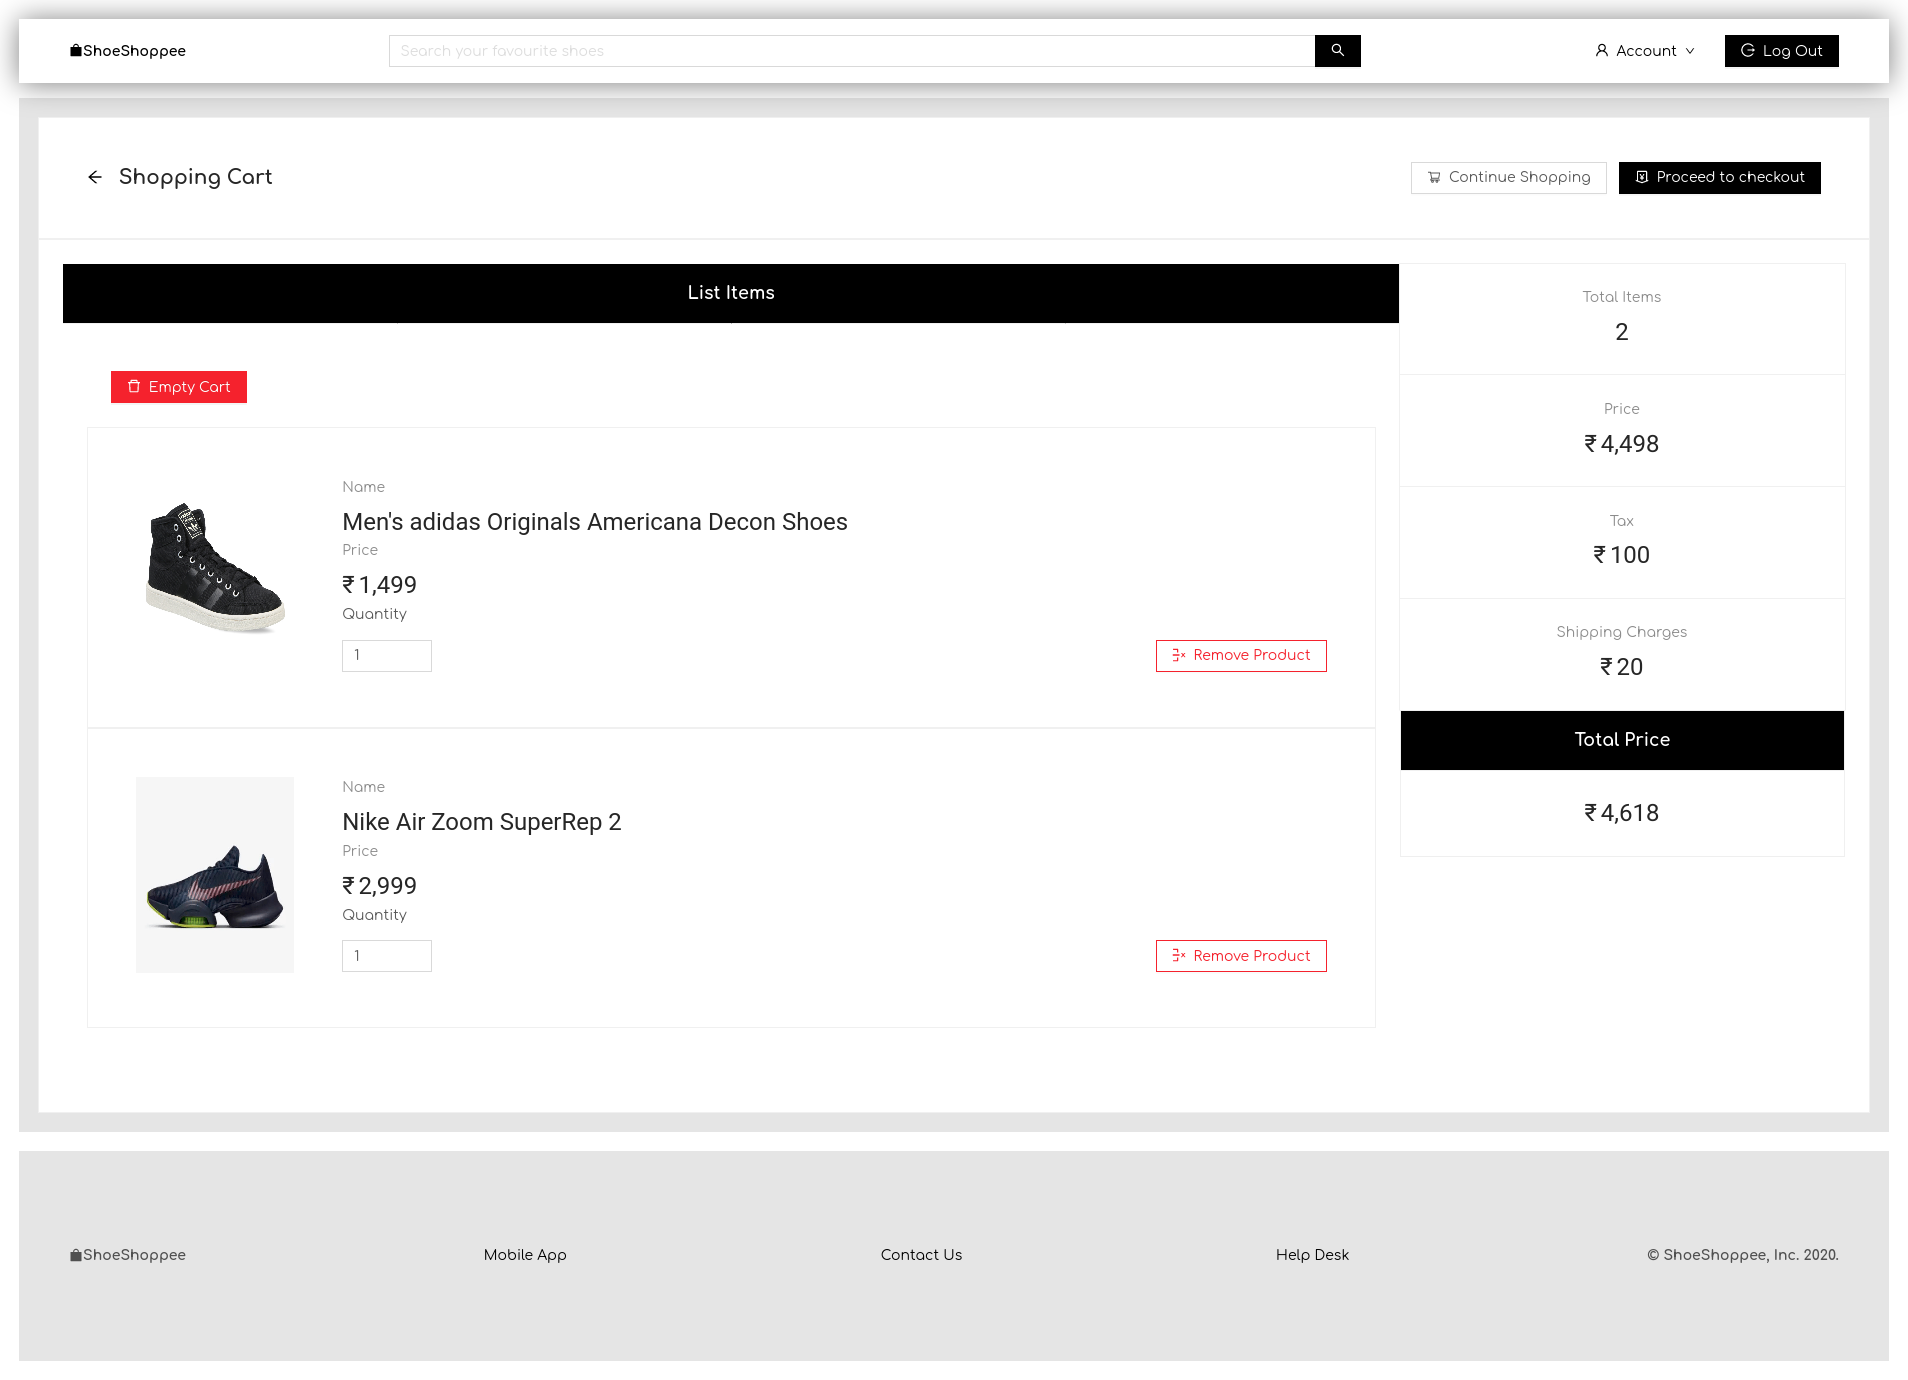 ShoeShoppee
Search your favourite shoes
Account
Log Out
Shopping Cart
Continue Shopping
Proceed to checkout
List Items
Empty Cart
Name
Men's adidas Originals Americana Decon Shoes
Price
₹ 1,499
Quantity
1
Remove Product
Name
Nike Air Zoom SuperRep 2
Price
₹ 2,999
Quantity
1
Remove Product
Total Items
2
Price
₹ 4,498
Tax
₹ 100
Shipping Charges
₹ 20
Total Price
₹ 4,618
ShoeShoppee
Mobile App
Contact Us
Help Desk
© ShoeShoppee, Inc. 2020.